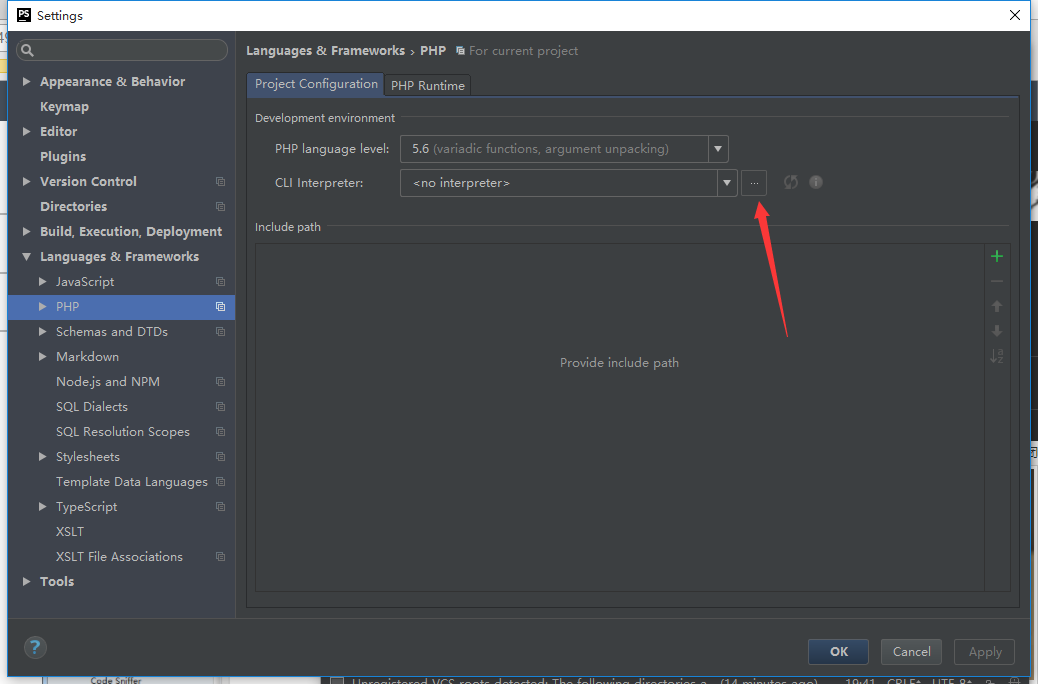 PS Settings
Appearance & Behavior
Keymap
Editor
Plugins
Version Control
Directories
Build, Execution, Deployment
Languages & Frameworks
JavaScript
PHP
Schemas and DTDs
Markdown
Node.js and NPM
SQL Dialects
SQL Resolution Scopes
Stylesheets
Template Data Languages
TypeScript
XSLT
XSLT File Associations
Tools
Languages & Frameworks › PHP For current project
Project Configuration
PHP Runtime
Development environment
PHP language level: 5.6 (variadic functions, argument unpacking)
CLI Interpreter: <no interpreter> ...
Include path
Provide include path
?
OK
Cancel
Apply
Code Sniffer
Unregistered VCS roots detected: The following directories a... (14 minutes ago) 19:41 CRLF UTF-8